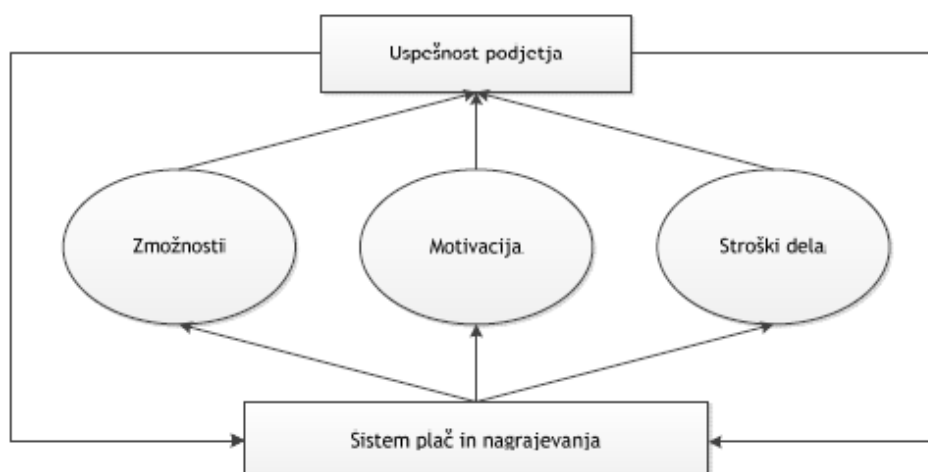 Uspešnost podjetja
Zmožnosti
Motivacija
Stroški dela
Sistem plač in nagrajevanja